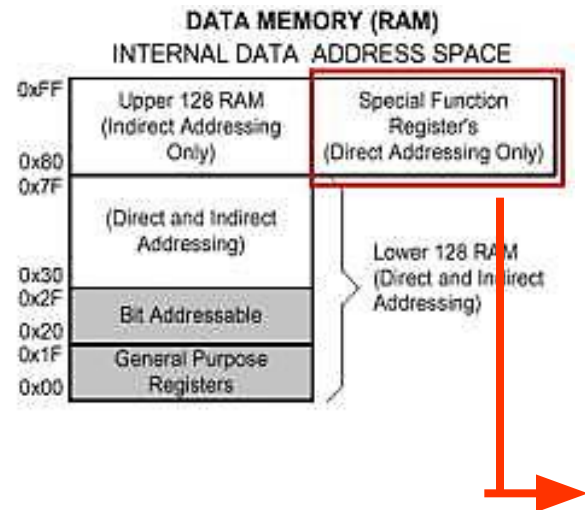 DATA MEMORY (RAM)
INTERNAL DATA ADDRESS SPACE
0xFF
Upper 128 RAM
(Indirect Addressing
Only)
0x80
Special Function
Register's
(Direct Addressing Only)
0x7F
(Direct and Indirect
Addressing)
0x30
Lower 128 RAM
(Direct and Indirect
Addressing)
0x2F
Bit Addressable
0x20
0x1F
General Purpose
Registers
0x00